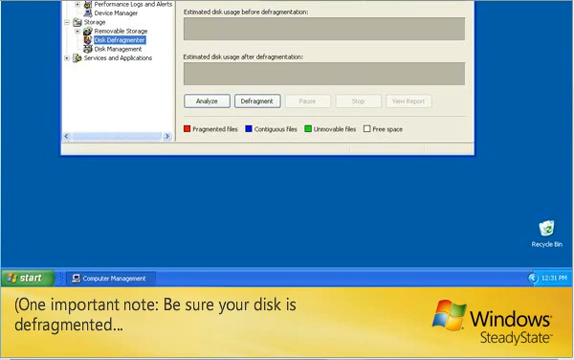 Performance Logs and Alerts
Device Manager
Storage
Removable Storage
Disk Defragmenter
Disk Management
Services and Applications
Estimated disk usage before defragmentation:
Estimated disk usage after defragmentation:
Analyze Defragment Pause Stop View Report
Fragmented files Contiguous files Unmovable files Free space
Recycle Bin
start Computer Management 12:31 PM
(One important note: Be sure your disk is
defragmented...
Windows
SteadyState™